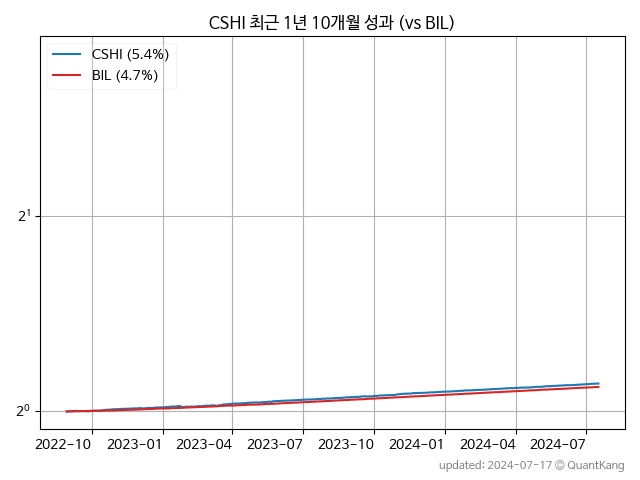 CSHI 최근 1년 10개월 성과 (vs BIL)
CSHI (5.4%)
BIL (4.7%)
2¹
2⁰
2022-10 2023-01 2023-04 2023-07 2023-10 2024-01 2024-04 2024-07
updated: 2024-07-17 © QuantKang